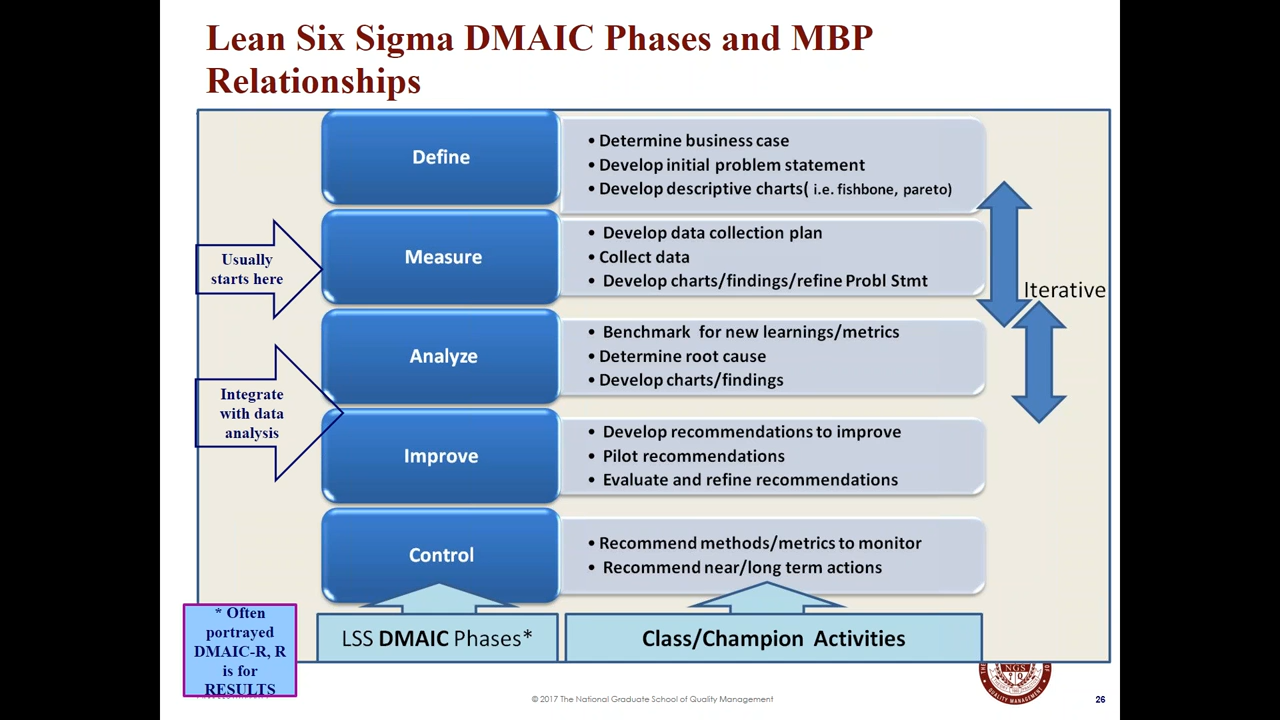 Lean Six Sigma DMAIC Phases and MBP
Relationships
Define
• Determine business case
• Develop initial problem statement
• Develop descriptive charts( i.e. fishbone, pareto)
Usually
starts here
Measure
• Develop data collection plan
• Collect data
• Develop charts/findings/refine Probl Stmt
Iterative
Analyze
• Benchmark for new learnings/metrics
• Determine root cause
• Develop charts/findings
Integrate
with data
analysis
Improve
• Develop recommendations to improve
• Pilot recommendations
• Evaluate and refine recommendations
Control
• Recommend methods/metrics to monitor
• Recommend near/long term actions
* Often
portrayed
DMAIC-R, R
is for
RESULTS
LSS DMAIC Phases*
Class/Champion Activities
NGS
QUALITY MANAGEMENT
© 2017 The National Graduate School of Quality Management
26